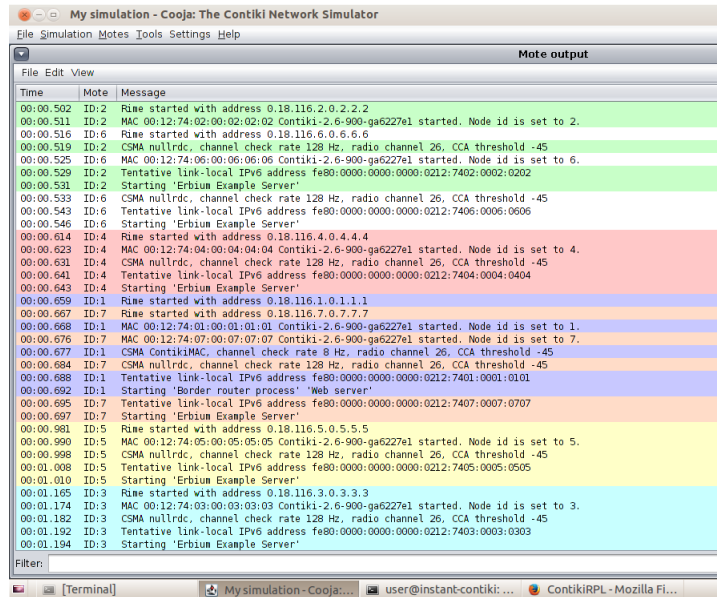 My simulation - Cooja: The Contiki Network Simulator
File Simulation Motes Tools Settings Help
Mote output
File Edit View
Time Mote Message
00:00.502 ID:2 Rime started with address 0.18.116.2.0.2.2.2
00:00.511 ID:2 MAC 00:12:74:02:00:02:02:02 Contiki-2.6-900-ga6227e1 started. Node id is set to 2.
00:00.516 ID:6 Rime started with address 0.18.116.6.0.6.6.6
00:00.519 ID:2 CSMA nullrdc, channel check rate 128 Hz, radio channel 26, CCA threshold -45
00:00.525 ID:6 MAC 00:12:74:06:00:06:06:06 Contiki-2.6-900-ga6227e1 started. Node id is set to 6.
00:00.529 ID:2 Tentative link-local IPv6 address fe80:0000:0000:0000:0212:7402:0002:0202
00:00.531 ID:2 Starting 'Erbium Example Server'
00:00.533 ID:6 CSMA nullrdc, channel check rate 128 Hz, radio channel 26, CCA threshold -45
00:00.543 ID:6 Tentative link-local IPv6 address fe80:0000:0000:0000:0212:7406:0006:0606
00:00.546 ID:6 Starting 'Erbium Example Server'
00:00.614 ID:4 Rime started with address 0.18.116.4.0.4.4.4
00:00.623 ID:4 MAC 00:12:74:04:00:04:04:04 Contiki-2.6-900-ga6227e1 started. Node id is set to 4.
00:00.631 ID:4 CSMA nullrdc, channel check rate 128 Hz, radio channel 26, CCA threshold -45
00:00.641 ID:4 Tentative link-local IPv6 address fe80:0000:0000:0000:0212:7404:0004:0404
00:00.643 ID:4 Starting 'Erbium Example Server'
00:00.659 ID:1 Rime started with address 0.18.116.1.0.1.1.1
00:00.667 ID:7 Rime started with address 0.18.116.7.0.7.7.7
00:00.668 ID:1 MAC 00:12:74:01:00:01:01:01 Contiki-2.6-900-ga6227e1 started. Node id is set to 1.
00:00.676 ID:7 MAC 00:12:74:07:00:07:07:07 Contiki-2.6-900-ga6227e1 started. Node id is set to 7.
00:00.677 ID:1 CSMA ContikiMAC, channel check rate 8 Hz, radio channel 26, CCA threshold -45
00:00.684 ID:7 CSMA nullrdc, channel check rate 128 Hz, radio channel 26, CCA threshold -45
00:00.688 ID:1 Tentative link-local IPv6 address fe80:0000:0000:0000:0212:7401:0001:0101
00:00.692 ID:1 Starting 'Border router process' 'Web server'
00:00.695 ID:7 Tentative link-local IPv6 address fe80:0000:0000:0000:0212:7407:0007:0707
00:00.697 ID:7 Starting 'Erbium Example Server'
00:00.981 ID:5 Rime started with address 0.18.116.5.0.5.5.5
00:00.990 ID:5 MAC 00:12:74:05:00:05:05:05 Contiki-2.6-900-ga6227e1 started. Node id is set to 5.
00:00.998 ID:5 CSMA nullrdc, channel check rate 128 Hz, radio channel 26, CCA threshold -45
00:01.008 ID:5 Tentative link-local IPv6 address fe80:0000:0000:0000:0212:7405:0005:0505
00:01.010 ID:5 Starting 'Erbium Example Server'
00:01.165 ID:3 Rime started with address 0.18.116.3.0.3.3.3
00:01.174 ID:3 MAC 00:12:74:03:00:03:03:03 Contiki-2.6-900-ga6227e1 started. Node id is set to 3.
00:01.182 ID:3 CSMA nullrdc, channel check rate 128 Hz, radio channel 26, CCA threshold -45
00:01.192 ID:3 Tentative link-local IPv6 address fe80:0000:0000:0000:0212:7403:0003:0303
00:01.194 ID:3 Starting 'Erbium Example Server'
Filter:
[Terminal] My simulation - Cooja:... user@instant-contiki: ... ContikiRPL - Mozilla Fi...